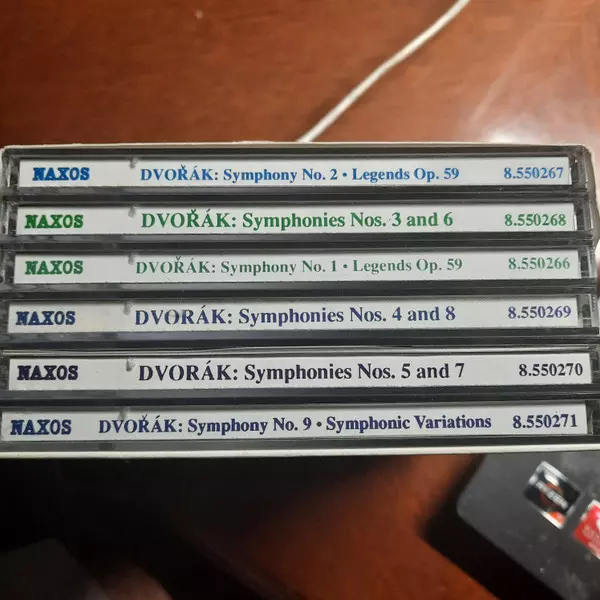 NAXOS DVOŘÁK: Symphony No. 2 • Legends Op. 59 8.550267
NAXOS DVOŘÁK: Symphonies Nos. 3 and 6 8.550268
NAXOS DVOŘÁK: Symphony No. 1 • Legends Op. 59 8.550266
NAXOS DVORÁK: Symphonies Nos. 4 and 8 8.550269
NAXOS DVORÁK: Symphonies Nos. 5 and 7 8.550270
NAXOS DVOŘÁK: Symphony No. 9 • Symphonic Variations 8.550271